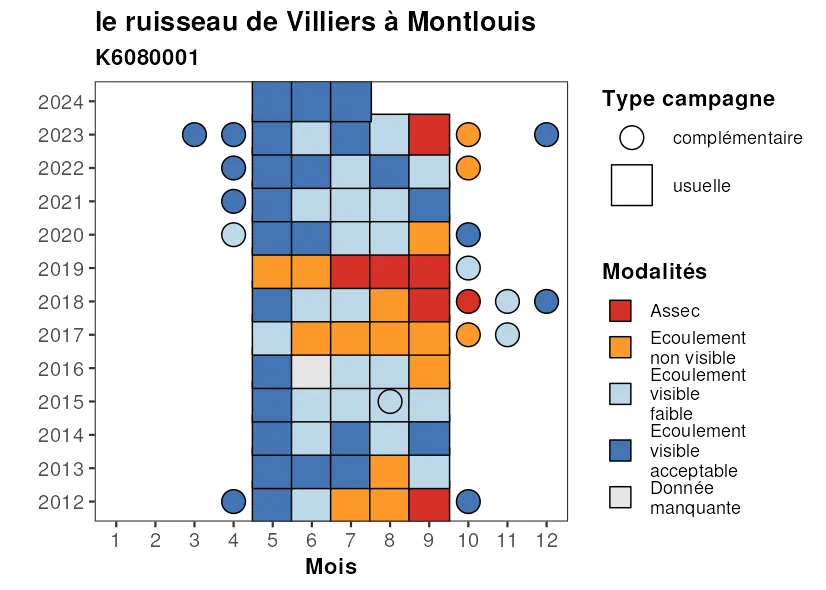 le ruisseau de Villiers à Montlouis
K6080001
2024
2023
2022
2021
2020
2019
2018
2017
2016
2015
2014
2013
2012
1 2 3 4 5 6 7 8 9 10 11 12
Mois
Type campagne
complémentaire
usuelle
Modalités
Assec
Ecoulement
non visible
Ecoulement
visible
faible
Ecoulement
visible
acceptable
Donnée
manquante